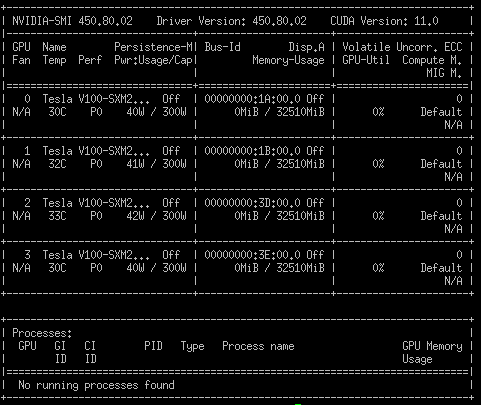 NVIDIA-SMI 450.80.02 Driver Version: 450.80.02 CUDA Version: 11.0
GPU Name Persistence-M| Bus-Id Disp.A | Volatile Uncorr. ECC
Fan Temp Perf Pwr:Usage/Cap| Memory-Usage | GPU-Util Compute M.
MIG M.
0 Tesla V100-SXM2... Off | 00000000:1A:00.0 Off | 0
N/A 30C P0 40W / 300W | 0MiB / 32510MiB | 0% Default
N/A
1 Tesla V100-SXM2... Off | 00000000:1B:00.0 Off | 0
N/A 32C P0 41W / 300W | 0MiB / 32510MiB | 0% Default
N/A
2 Tesla V100-SXM2... Off | 00000000:3D:00.0 Off | 0
N/A 33C P0 42W / 300W | 0MiB / 32510MiB | 0% Default
N/A
3 Tesla V100-SXM2... Off | 00000000:3E:00.0 Off | 0
N/A 30C P0 40W / 300W | 0MiB / 32510MiB | 0% Default
N/A
Processes:
GPU GI CI PID Type Process name GPU Memory
ID ID Usage
No running processes found